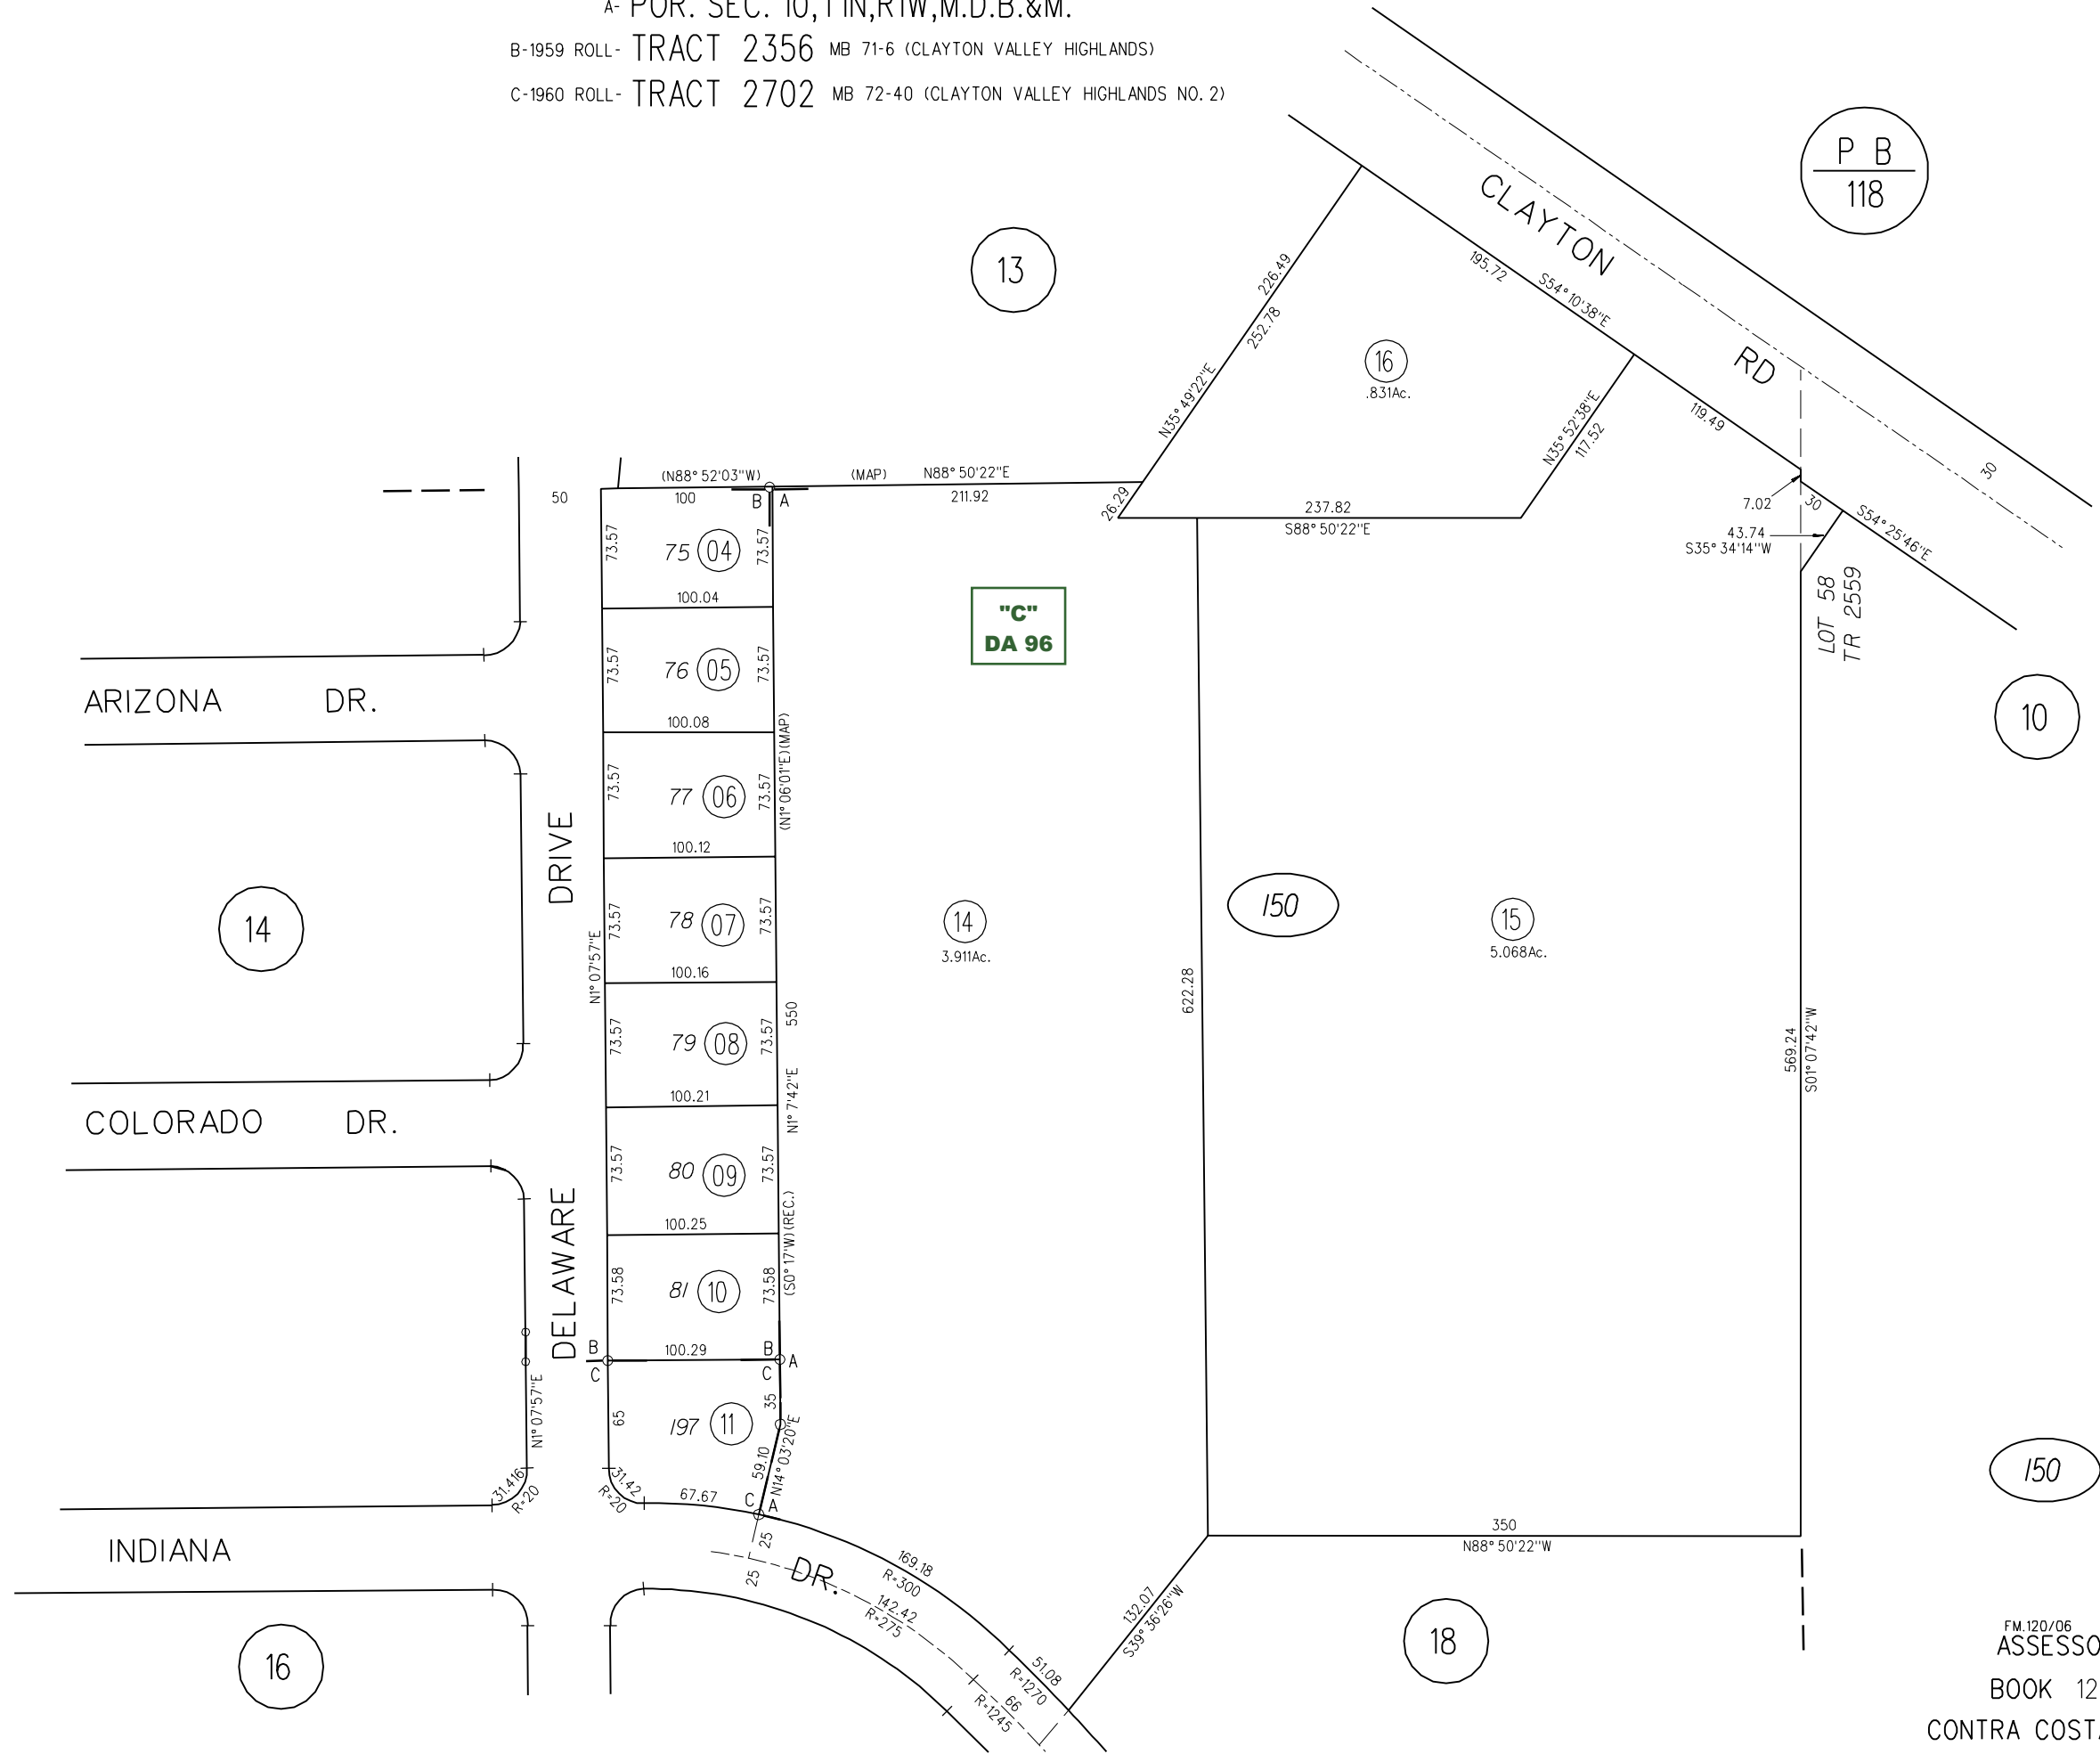 A- POR. SEC. 10, T1N,R1W,M.D.B.&M.
B-1959 ROLL- TRACT 2356 MB 71-6 (CLAYTON VALLEY HIGHLANDS)
C-1960 ROLL- TRACT 2702 MB 72-40 (CLAYTON VALLEY HIGHLANDS NO. 2)
P B
118
CLAYTON
RD
13
226.49
252.78
N35° 49'22"E
195.72
S54° 10'38"E
16
.831Ac.
N35° 52'38"E
117.52
119.49
30
7.02
30
43.74
S35° 34'14"W
S54° 25'46"E
LOT 58
TR 2559
10
(N88° 52'03"W)
(MAP)
N88° 50'22"E
50
100
B
A
211.92
26.29
237.82
S88° 50'22"E
73.57
75
04
73.57
100.04
"C"
DA 96
73.57
76
05
73.57
100.08
ARIZONA DR.
73.57
77
06
73.57
(N1° 06'01"E)(MAP)
100.12
DRIVE
14
73.57
78
07
73.57
100.16
N1° 07'57"E
14
3.911Ac.
150
15
5.068Ac.
622.28
550
73.57
79
08
73.57
100.21
N1° 7'42"E
569.24
S01° 07'42"W
COLORADO DR.
73.57
80
09
73.57
100.25
(S0° 17'W)(REC.)
DELAWARE
73.58
81
10
73.58
100.29
B
C
B
A
C
N1° 07'57"E
65
197
11
35
59.10
N14° 03'20"E
31.416
R=20
31.42
R=20
67.67
C
A
150
INDIANA
DR.
25
25
169.18
R=300
142.42
R=275
350
N88° 50'22"W
132.07
S39° 36'26"W
51.08
R=1270
66
R=1245
16
18
FM.120/06
ASSESSO
BOOK 12
CONTRA COST